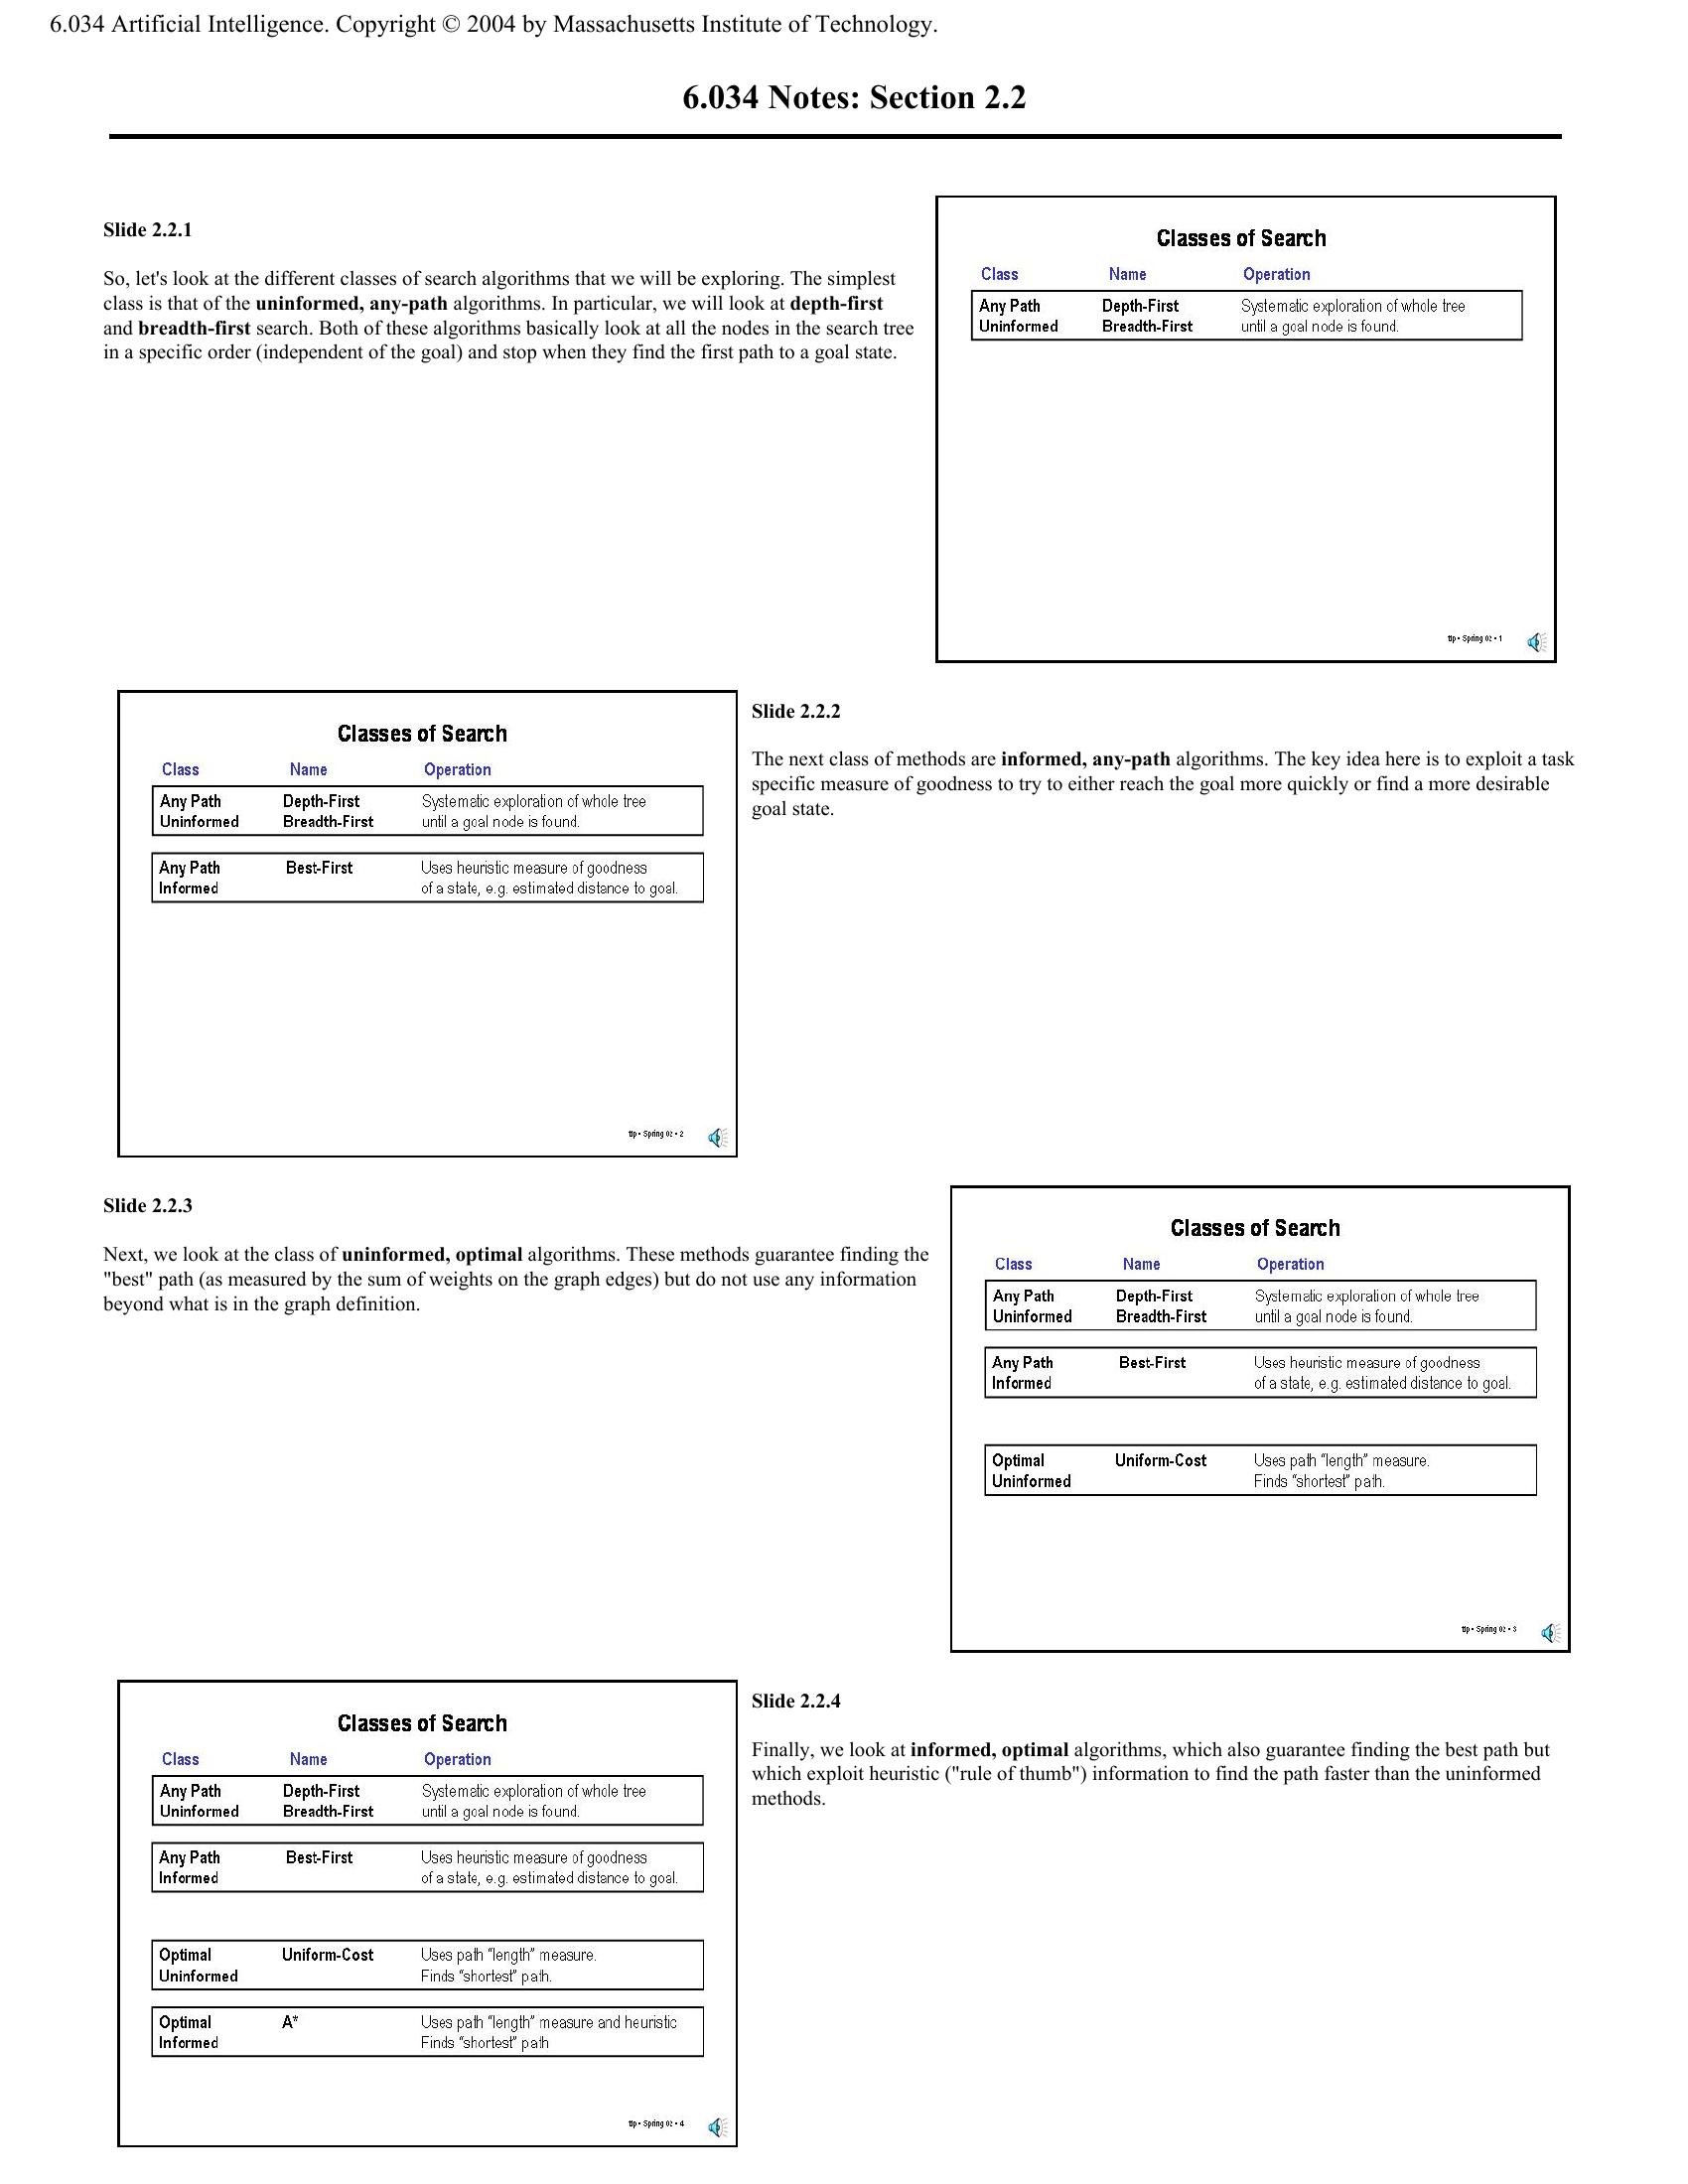 6.034 Artificial Intelligence. Copyright © 2004 by Massachusetts Institute of Technology.
6.034 Notes: Section 2.2
Slide 2.2.1
So, let's look at the different classes of search algorithms that we will be exploring. The simplest
class is that of the uninformed, any-path algorithms. In particular, we will look at depth-first
and breadth-first search. Both of these algorithms basically look at all the nodes in the search tree
in a specific order (independent of the goal) and stop when they find the first path to a goal state.
Classes of Search
Class Name Operation
Any Path Depth-First Systematic exploration of whole tree
Uninformed Breadth-First until a goal node is found.
tlp • Spring 02 • 1
Classes of Search
Class Name Operation
Any Path Depth-First Systematic exploration of whole tree
Uninformed Breadth-First until a goal node is found.
Any Path Best-First Uses heuristic measure of goodness
Informed of a state, e.g. estimated distance to goal.
tlp • Spring 02 • 2
Slide 2.2.2
The next class of methods are informed, any-path algorithms. The key idea here is to exploit a task
specific measure of goodness to try to either reach the goal more quickly or find a more desirable
goal state.
Slide 2.2.3
Next, we look at the class of uninformed, optimal algorithms. These methods guarantee finding the
"best" path (as measured by the sum of weights on the graph edges) but do not use any information
beyond what is in the graph definition.
Classes of Search
Class Name Operation
Any Path Depth-First Systematic exploration of whole tree
Uninformed Breadth-First until a goal node is found.
Any Path Best-First Uses heuristic measure of goodness
Informed of a state, e.g. estimated distance to goal.
Optimal Uniform-Cost Uses path “length” measure.
Uninformed Finds “shortest” path.
tlp • Spring 02 • 3
Classes of Search
Class Name Operation
Any Path Depth-First Systematic exploration of whole tree
Uninformed Breadth-First until a goal node is found.
Any Path Best-First Uses heuristic measure of goodness
Informed of a state, e.g. estimated distance to goal.
Optimal Uniform-Cost Uses path “length” measure.
Uninformed Finds “shortest” path.
Optimal A* Uses path “length” measure and heuristic
Informed Finds “shortest” path
tlp • Spring 02 • 4
Slide 2.2.4
Finally, we look at informed, optimal algorithms, which also guarantee finding the best path but
which exploit heuristic ("rule of thumb") information to find the path faster than the uninformed
methods.